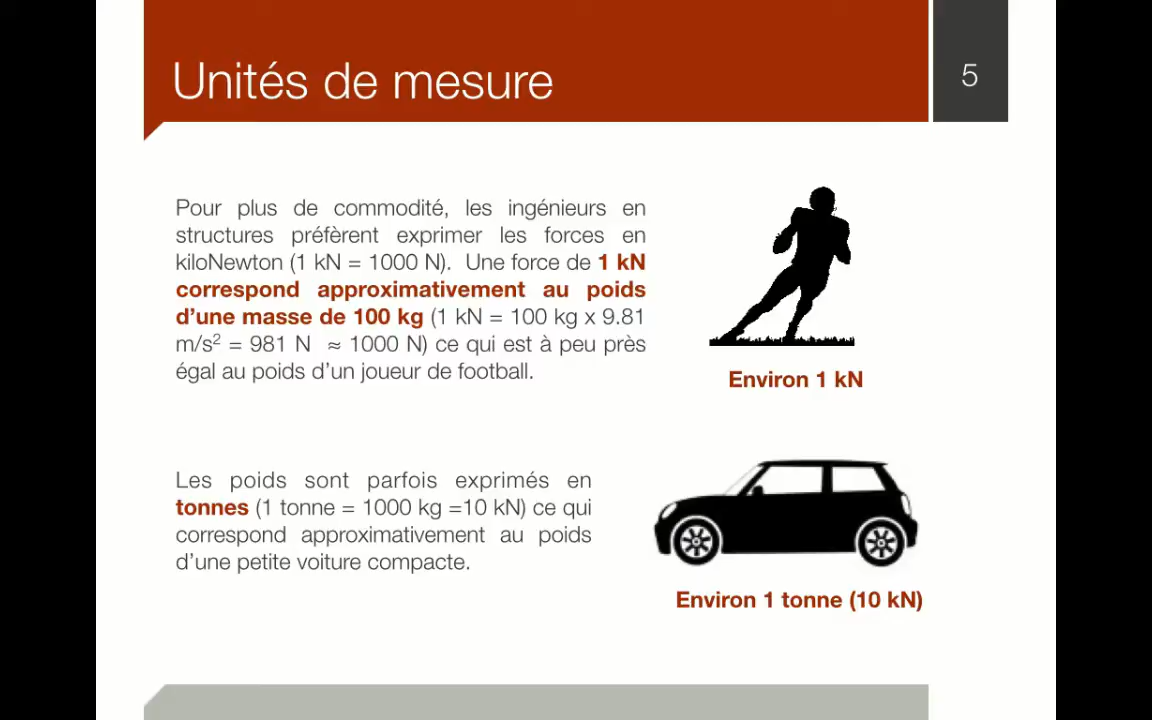 Unités de mesure
5
Pour plus de commodité, les ingénieurs en
structures préfèrent exprimer les forces en
kiloNewton (1 kN = 1000 N).  Une force de 1 kN
correspond approximativement au poids
d’une masse de 100 kg (1 kN = 100 kg x 9.81
m/s² = 981 N  ≈ 1000 N) ce qui est à peu près
égal au poids d’un joueur de football.
Environ 1 kN
Les poids sont parfois exprimés en
tonnes (1 tonne = 1000 kg =10 kN) ce qui
correspond approximativement au poids
d’une petite voiture compacte.
Environ 1 tonne (10 kN)